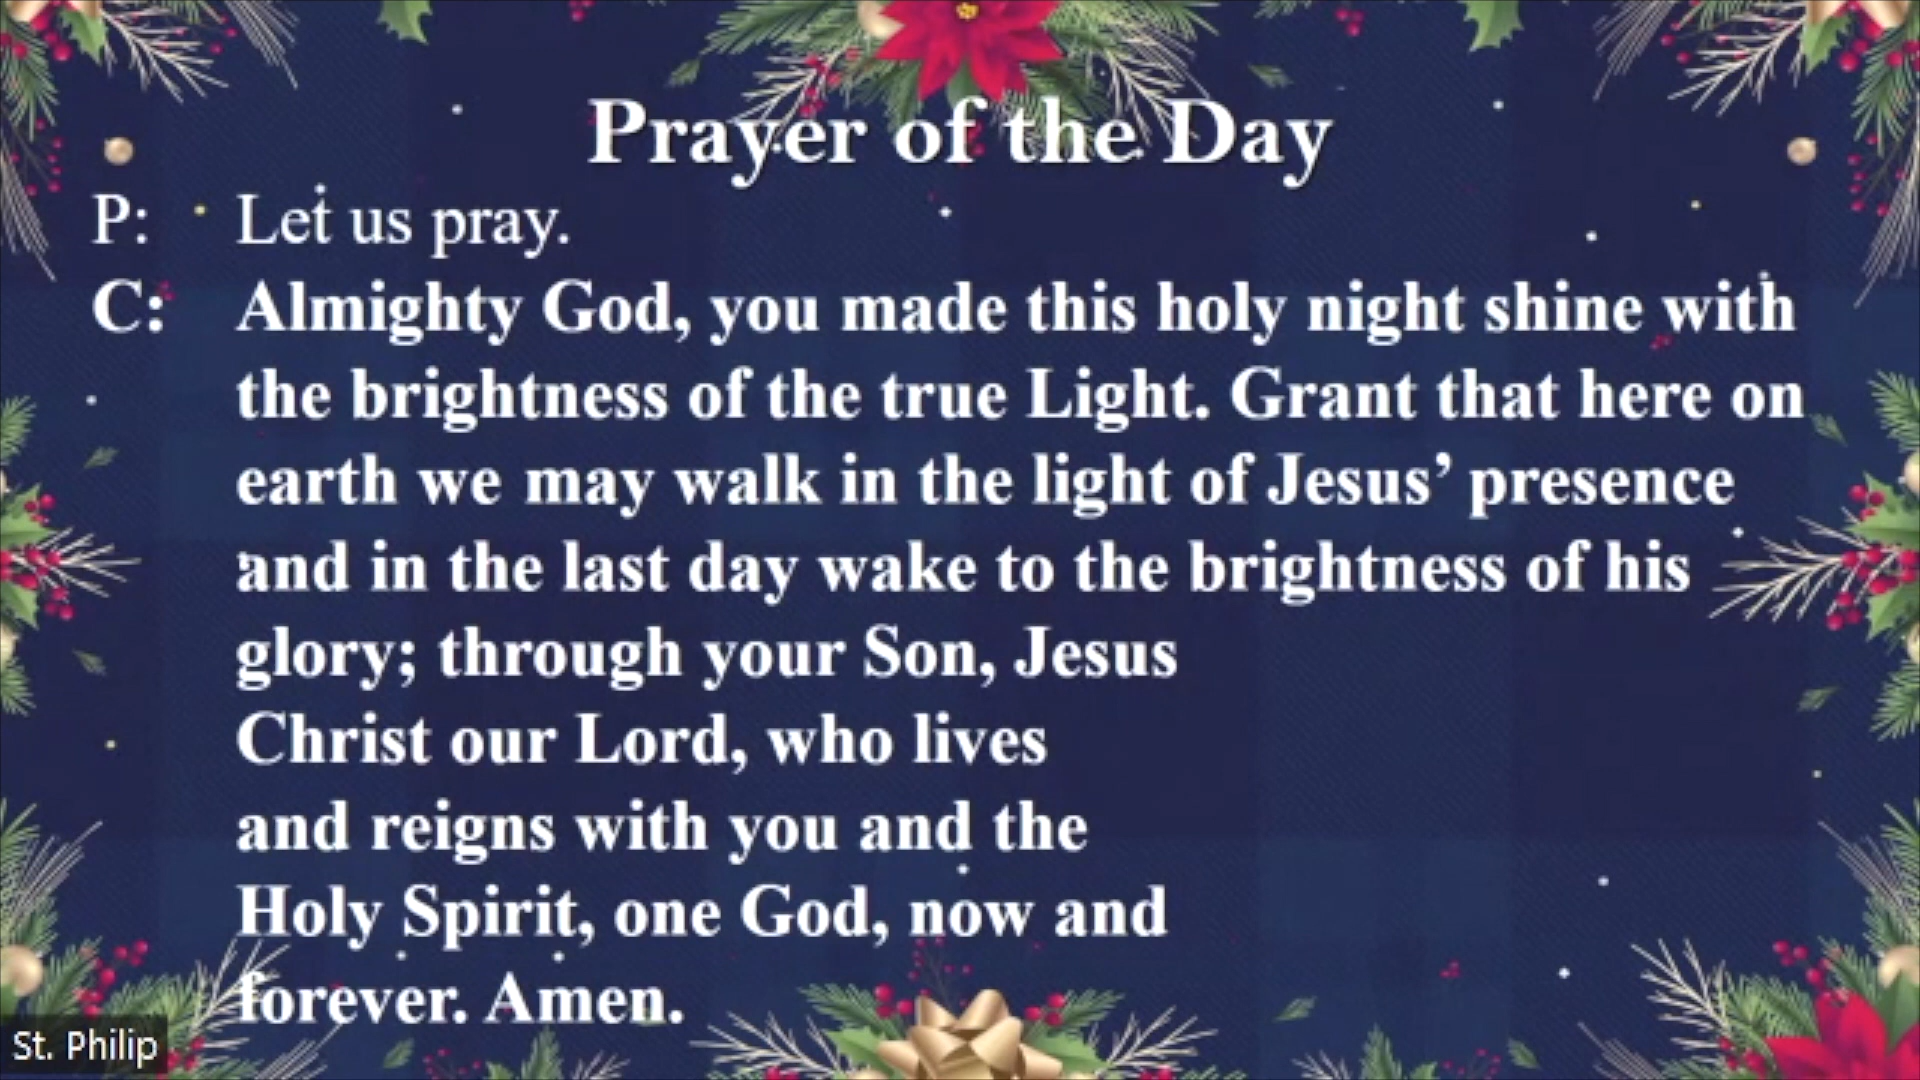 Prayer of the Day
P: Let us pray.
C: Almighty God, you made this holy night shine with
the brightness of the true Light. Grant that here on
earth we may walk in the light of Jesus’ presence
and in the last day wake to the brightness of his
glory; through your Son, Jesus
Christ our Lord, who lives
and reigns with you and the
Holy Spirit, one God, now and
forever. Amen.
St. Philip